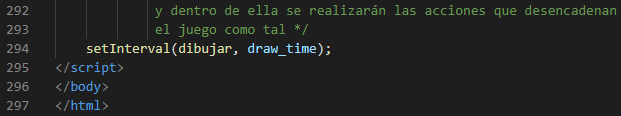 292 y dentro de ella se realizarán las acciones que desencadenan
293 el juego como tal */
294 setInterval(dibujar, draw_time);
295 </script>
296 </body>
297 </html>